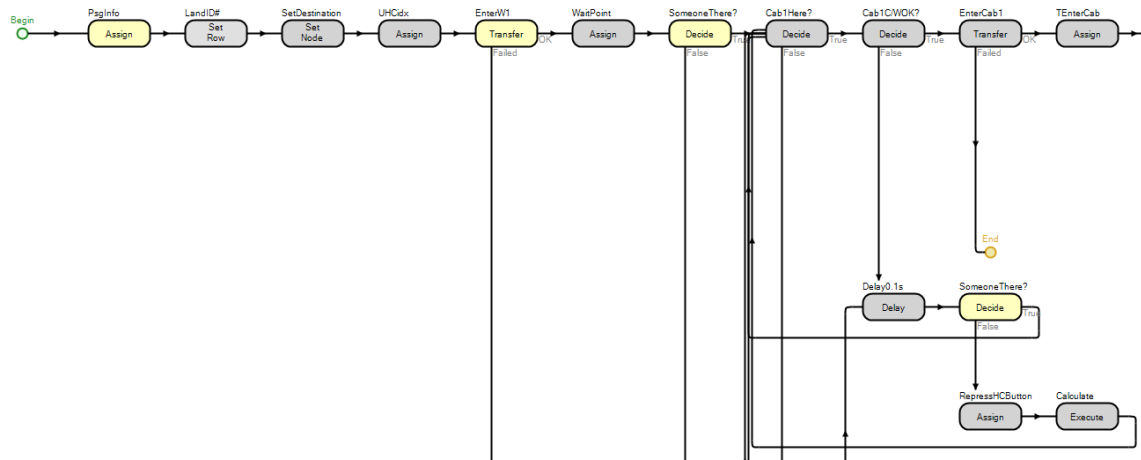 PsgInfo LandID# SetDestination UHCidx EnterW1 WaitPoint SomeoneThere? Cab1Here? Cab1C/WOK? EnterCab1 TEnterCab
Begin
Assign Set Row Set Node Assign Transfer Assign Decide Decide Decide Transfer Assign
OK True True True OK
Failed False False False Failed
End
Delay0.1s SomeoneThere?
Delay Decide
True
False
RepressHCButton Calculate
Assign Execute